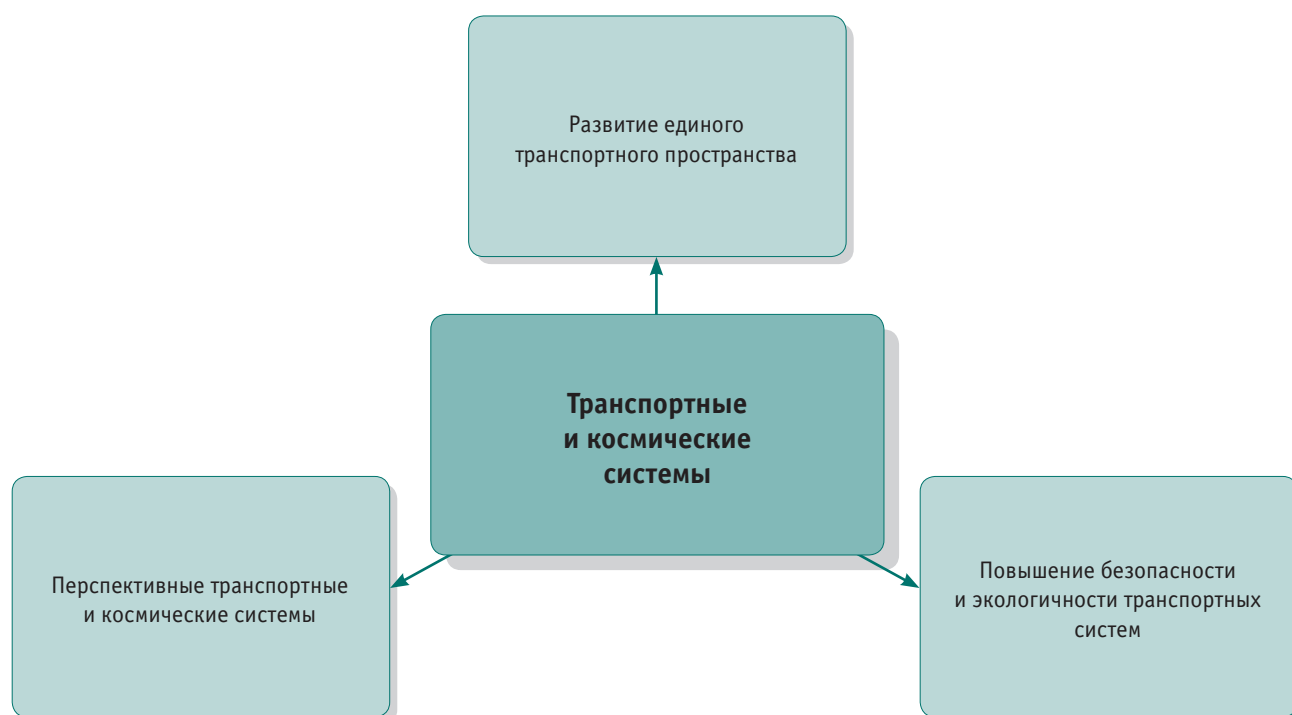 Развитие единого
транспортного пространства
Транспортные
и космические
системы
Перспективные транспортные
и космические системы
Повышение безопасности
и экологичности транспортных
систем